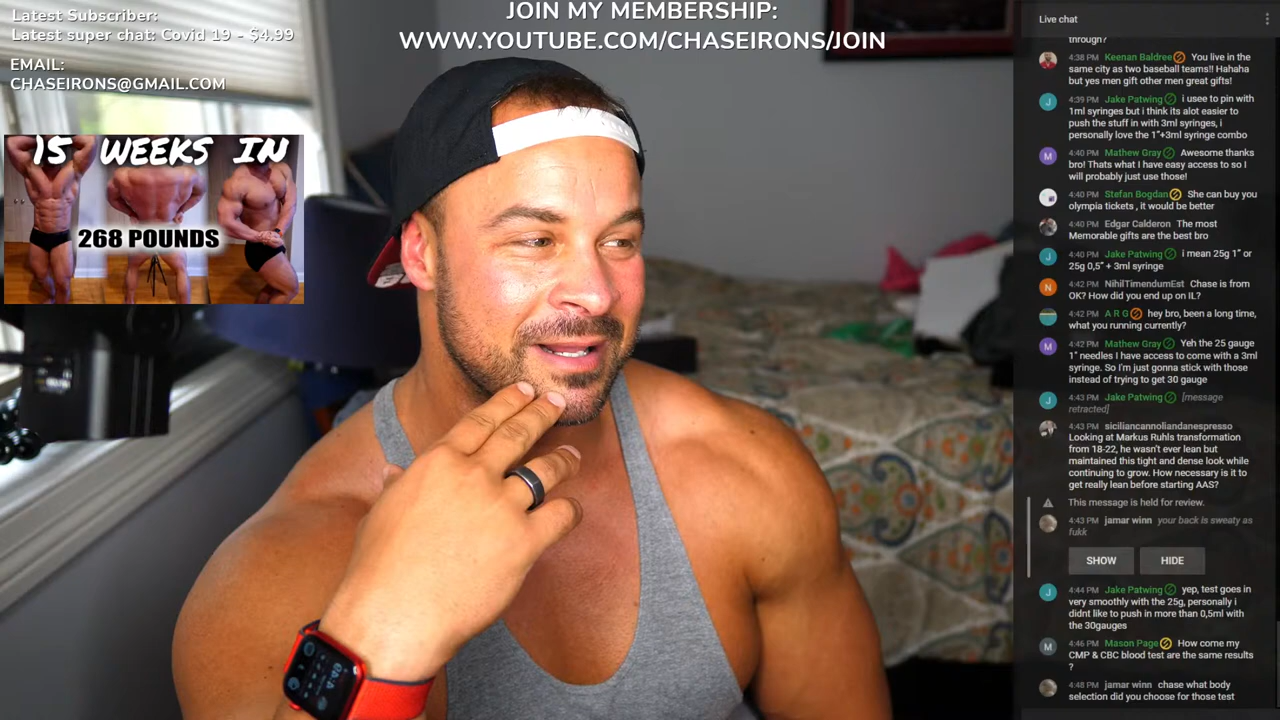 Latest Subscriber:
Latest super chat: Covid 19 - $4.99
EMAIL:
CHASEIRONS@GMAIL.COM
JOIN MY MEMBERSHIP:
WWW.YOUTUBE.COM/CHASEIRONS/JOIN
15 WEEKS IN
268 POUNDS
Live chat
through?
4:38 PM Keenan Baldree You live in the
same city as two baseball teams!! Hahaha
but yes men gift other men great gifts!
4:39 PM Jake Patwing i usee to pin with
1ml syringes but i think its alot easier to
push the stuff in with 3ml syringes, i
personally love the 1"+3ml syringe combo
4:40 PM Mathew Gray Awesome thanks
bro! Thats what I have easy access to so I
will probably just use those!
4:40 PM Stefan Bogdan She can buy you
olympia tickets , it would be better
4:40 PM Edgar Calderon The most
Memorable gifts are the best bro
4:40 PM Jake Patwing i mean 25g 1" or
25g 0,5" + 3ml syringe
4:42 PM NihilTimendumEst Chase is from
OK? How did you end up on IL?
4:42 PM A R G hey bro, been a long time,
what you running currently?
4:42 PM Mathew Gray Yeh the 25 gauge
1" needles I have access to come with a 3ml
syringe. So I'm just gonna stick with those
instead of trying to get 30 gauge
4:43 PM Jake Patwing [message
retracted]
4:43 PM siciliancannoliandanespresso
Looking at Markus Ruhls transformation
from 18-22, he wasn't ever lean but
maintained this tight and dense look while
continuing to grow. How necessary is it to
get really lean before starting AAS?
This message is held for review.
4:43 PM jamar winn your back is sweaty as
fukk
SHOW HIDE
4:44 PM Jake Patwing yep, test goes in
very smoothly with the 25g, personally i
didnt like to push in more than 0,5ml with
the 30gauges
4:46 PM Mason Page How come my
CMP & CBC blood test are the same results
?
4:48 PM jamar winn chase what body
selection did you choose for those test